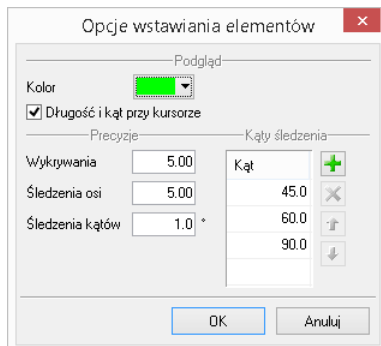 Opcje wstawiania elementów
Podgląd
Kolor
Długość i kąt przy kursorze
Precyzje
Wykrywania 5.00
Śledzenia osi 5.00
Śledzenia kątów 1.0 °
Kąty śledzenia
Kąt
45.0
60.0
90.0
OK Anuluj